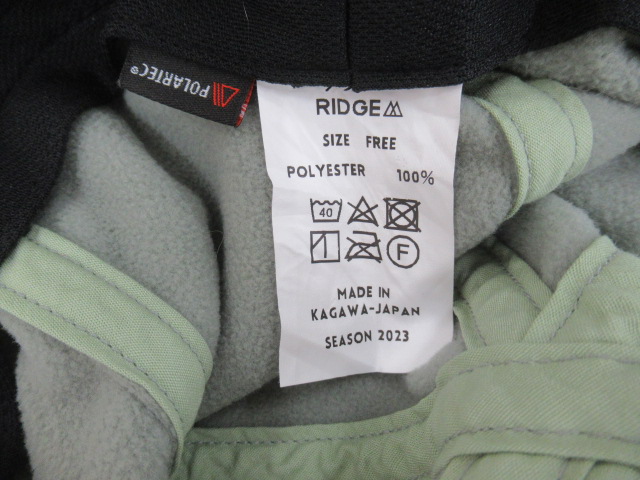 POLARTEC®
RIDGE
SIZE FREE
POLYESTER 100%
40
F
MADE IN
KAGAWA-JAPAN
SEASON 2023